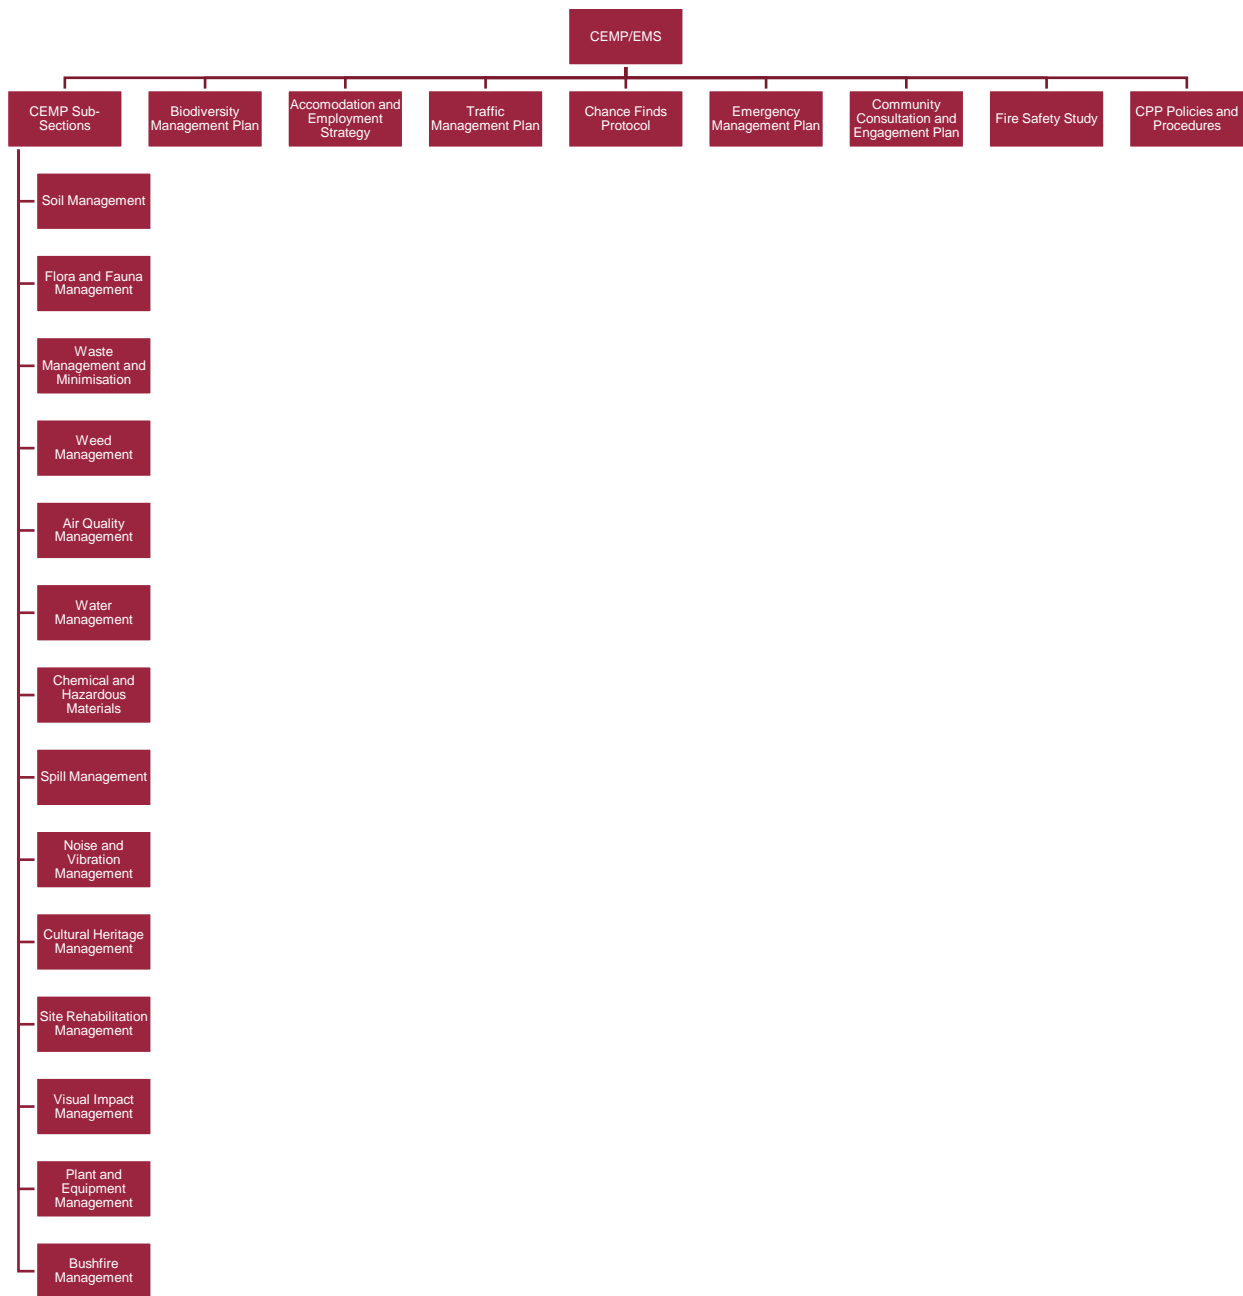 CEMP/EMS
CEMP Sub-
Sections
Biodiversity
Management Plan
Accomodation and
Employment
Strategy
Traffic
Management Plan
Chance Finds
Protocol
Emergency
Management Plan
Community
Consultation and
Engagement Plan
Fire Safety Study
CPP Policies and
Procedures
Soil Management
Flora and Fauna
Management
Waste
Management and
Minimisation
Weed
Management
Air Quality
Management
Water
Management
Chemical and
Hazardous
Materials
Spill Management
Noise and
Vibration
Management
Cultural Heritage
Management
Site Rehabilitation
Management
Visual Impact
Management
Plant and
Equipment
Management
Bushfire
Management